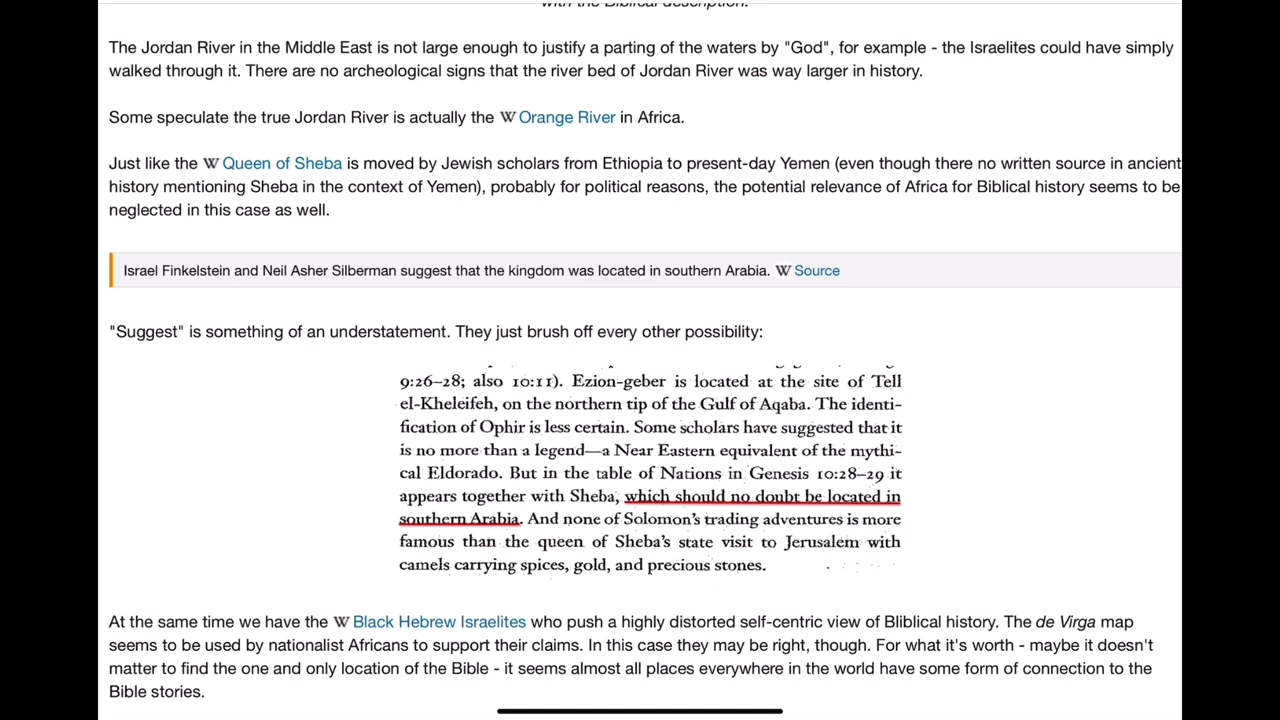 with the Biblical description.
The Jordan River in the Middle East is not large enough to justify a parting of the waters by "God", for example - the Israelites could have simply
walked through it. There are no archeological signs that the river bed of Jordan River was way larger in history.
Some speculate the true Jordan River is actually the W Orange River in Africa.
Just like the W Queen of Sheba is moved by Jewish scholars from Ethiopia to present-day Yemen (even though there no written source in ancient
history mentioning Sheba in the context of Yemen), probably for political reasons, the potential relevance of Africa for Biblical history seems to be
neglected in this case as well.
Israel Finkelstein and Neil Asher Silberman suggest that the kingdom was located in southern Arabia. W Source
"Suggest" is something of an understatement. They just brush off every other possibility:
9:26–28; also 10:11). Ezion-geber is located at the site of Tell
el-Kheleifeh, on the northern tip of the Gulf of Aqaba. The identi-
fication of Ophir is less certain. Some scholars have suggested that it
is no more than a legend—a Near Eastern equivalent of the mythi-
cal Eldorado. But in the table of Nations in Genesis 10:28–29 it
appears together with Sheba, which should no doubt be located in
southern Arabia. And none of Solomon's trading adventures is more
famous than the queen of Sheba's state visit to Jerusalem with
camels carrying spices, gold, and precious stones.
At the same time we have the W Black Hebrew Israelites who push a highly distorted self-centric view of Bliblical history. The de Virga map
seems to be used by nationalist Africans to support their claims. In this case they may be right, though. For what it's worth - maybe it doesn't
matter to find the one and only location of the Bible - it seems almost all places everywhere in the world have some form of connection to the
Bible stories.